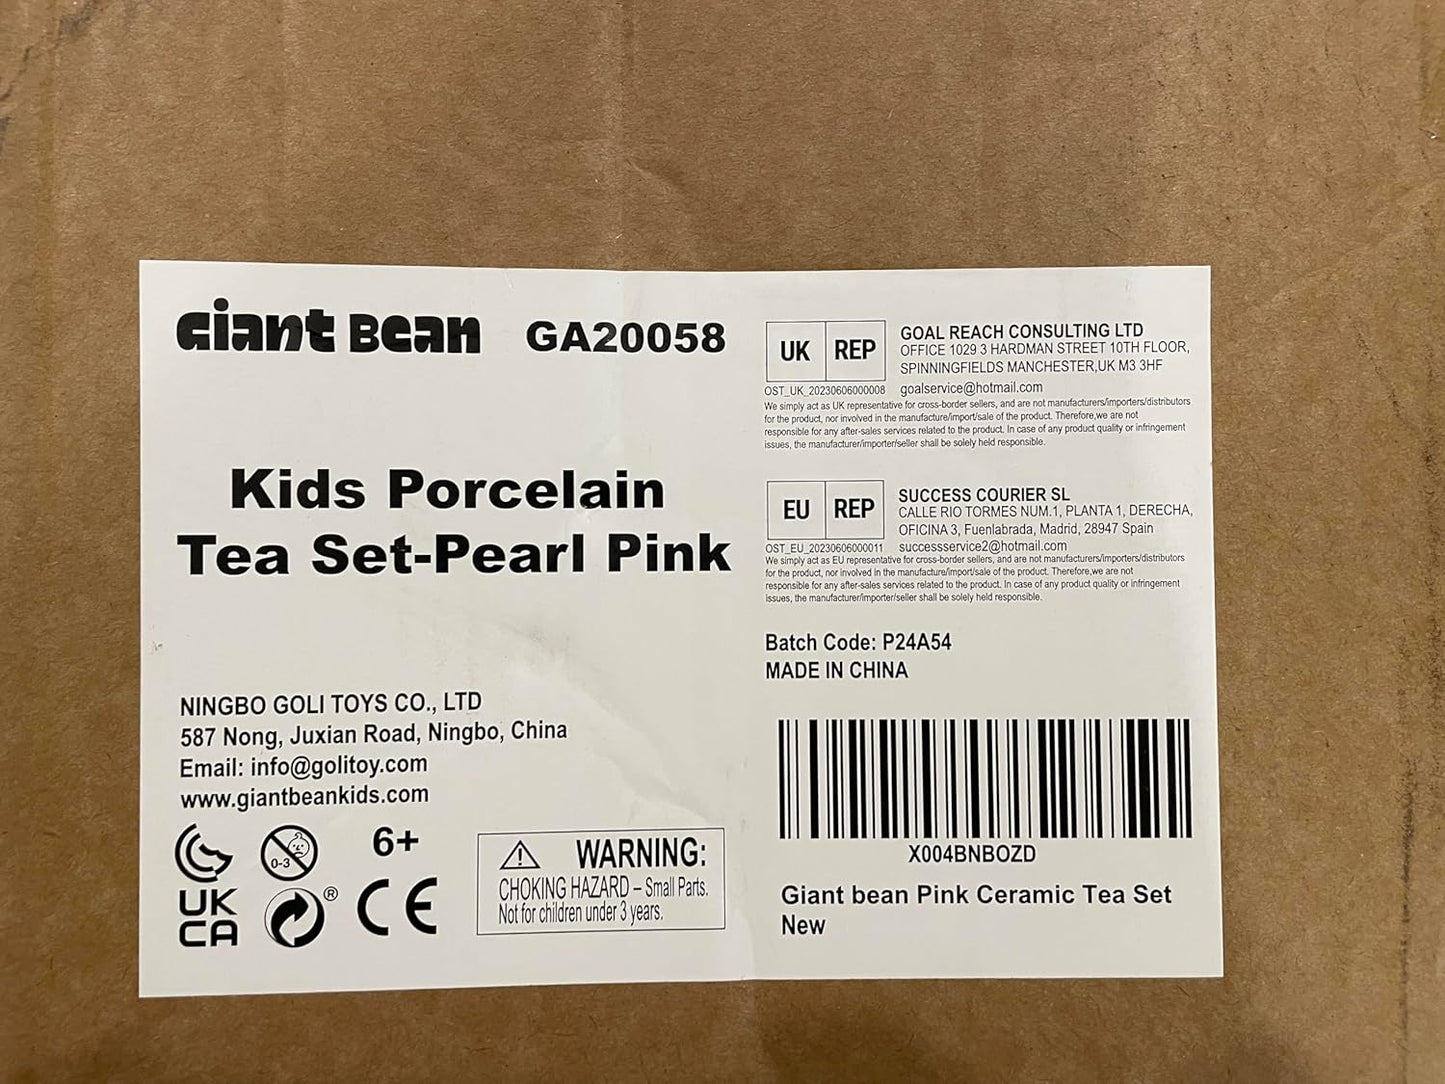 Giant Bean GA20058
Kids Porcelain
Tea Set-Pearl Pink
NINGBO GOLI TOYS CO., LTD
587 Nong, Juxian Road, Ningbo, China
Email: info@golitoy.com
www.giantbeankids.com
0-3
6+
UK
CA
®
CE
WARNING:
CHOKING HAZARD – Small Parts.
Not for children under 3 years.
UK REP
OST_UK_20230606000008
GOAL REACH CONSULTING LTD
OFFICE 1029 3 HARDMAN STREET 10TH FLOOR,
SPINNINGFIELDS MANCHESTER,UK M3 3HF
goalservice@hotmail.com
We simply act as UK representative for cross-border sellers, and are not manufacturers/importers/distributors
for the product, nor involved in the manufacture/import/sale of the product. Therefore,we are not
responsible for any after-sales services related to the product. In case of any product quality or infringement
issues, the manufacturer/importer/seller shall be solely held responsible.
EU REP
OST_EU_20230606000011
SUCCESS COURIER SL
CALLE RIO TORMES NUM.1, PLANTA 1, DERECHA,
OFICINA 3, Fuenlabrada, Madrid, 28947 Spain
successservice2@hotmail.com
We simply act as EU representative for cross-border sellers, and are not manufacturers/importers/distributors
for the product, nor involved in the manufacture/import/sale of the product. Therefore,we are not
responsible for any after-sales services related to the product. In case of any product quality or infringement
issues, the manufacturer/importer/seller shall be solely held responsible.
Batch Code: P24A54
MADE IN CHINA
X004BNBOZD
Giant bean Pink Ceramic Tea Set
New